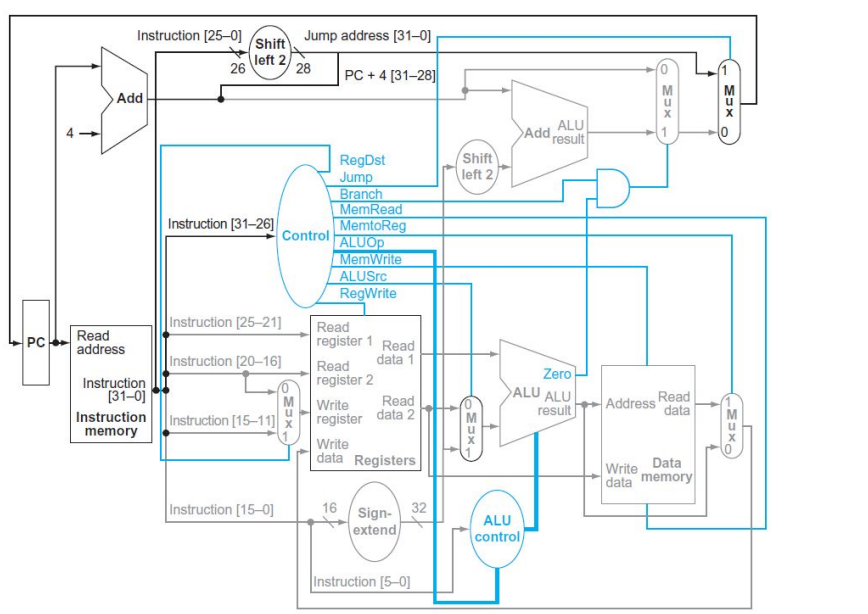 Instruction [25–0]
Shift
left 2
Jump address [31–0]
26
28
PC + 4 [31–28]
Add
4
0
M
u
x
1
1
M
u
x
0
Add
ALU
result
Shift
left 2
RegDst
Jump
Branch
MemRead
MemtoReg
ALUOp
MemWrite
ALUSrc
RegWrite
Instruction [31–26]
Control
PC
Read
address
Instruction
[31–0]
Instruction
memory
Instruction [25–21]
Instruction [20–16]
Instruction [15–11]
0
M
u
x
1
Read
register 1
Read
register 2
Write
register
Write
data
Read
data 1
Read
data 2
Registers
0
M
u
x
1
Zero
ALU
ALU
result
Address
Read
data
Write
data
Data
memory
1
M
u
x
0
Instruction [15–0]
16
Sign-
extend
32
ALU
control
Instruction [5–0]